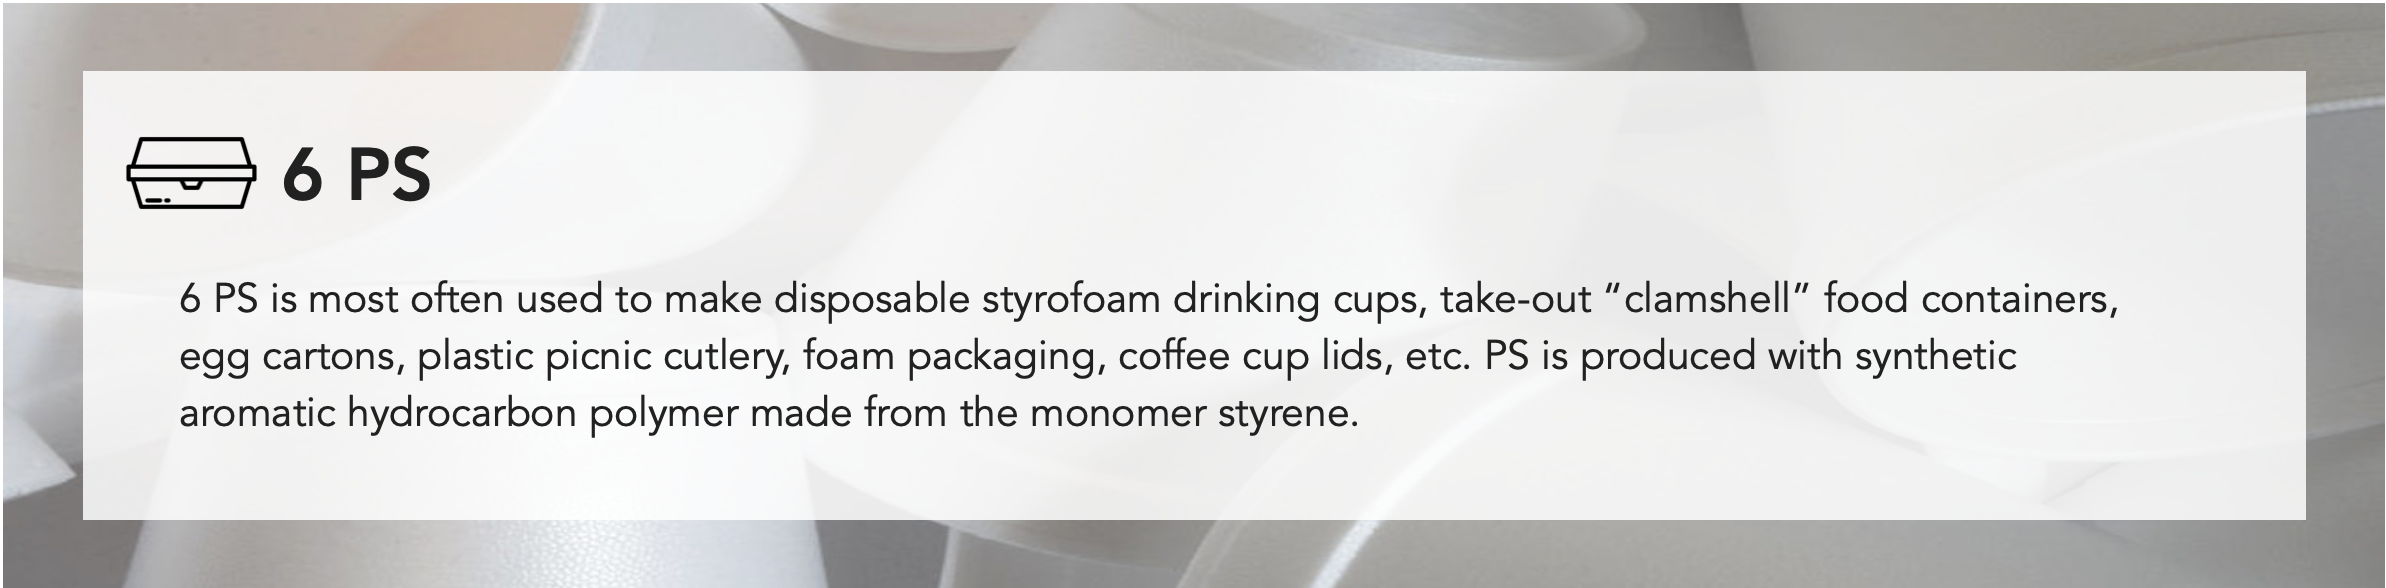 6 PS
6 PS is most often used to make disposable styrofoam drinking cups, take-out “clamshell” food containers,
egg cartons, plastic picnic cutlery, foam packaging, coffee cup lids, etc. PS is produced with synthetic
aromatic hydrocarbon polymer made from the monomer styrene.